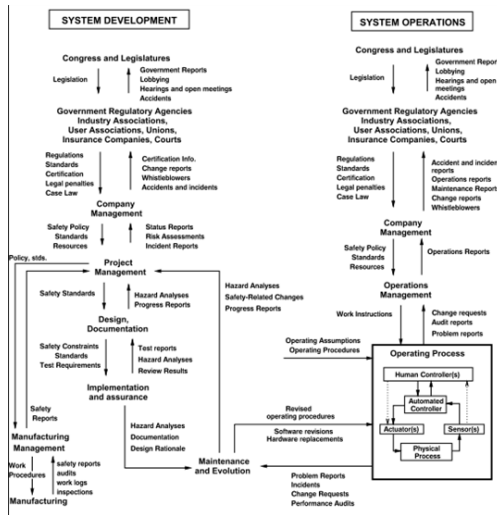 SYSTEM DEVELOPMENT
Congress and Legislatures
Legislation
Government Reports
Lobbying
Hearings and open meetings
Accidents
Government Regulatory Agencies
Industry Associations,
User Associations, Unions,
Insurance Companies, Courts
Regulations
Standards
Certification
Legal penalties
Case Law
Certification Info.
Change reports
Whistleblowers
Accidents and incidents
Company
Management
Safety Policy
Standards
Resources
Status Reports
Risk Assessments
Incident Reports
Policy, stds.
Project
Management
Safety Standards
Hazard Analyses
Progress Reports
Hazard Analyses
Safety-Related Changes
Progress Reports
Design,
Documentation
Safety Constraints
Standards
Test Requirements
Test reports
Hazard Analyses
Review Results
Implementation
and assurance
Safety
Reports
Hazard Analyses
Documentation
Design Rationale
Manufacturing
Management
Work
Procedures
safety reports
audits
work logs
inspections
Manufacturing
Maintenance
and Evolution
SYSTEM OPERATIONS
Congress and Legislatures
Legislation
Government Report
Lobbying
Hearings and open
meetings
Accidents
Government Regulatory Agencies
Industry Associations,
User Associations, Unions,
Insurance Companies, Courts
Regulations
Standards
Certification
Legal penalties
Case Law
Accident and incident
reports
Operations reports
Maintenance Report
Change reports
Whistleblowers
Company
Management
Safety Policy
Standards
Resources
Operations Reports
Operations
Management
Work Instructions
Change requests
Audit reports
Problem reports
Operating Assumptions
Operating Procedures
Operating Process
Human Controller(s)
Automated
Controller
Actuator(s)
Sensor(s)
Physical
Process
Revised
operating procedures
Software revisions
Hardware replacements
Problem Reports
Incidents
Change Requests
Performance Audits